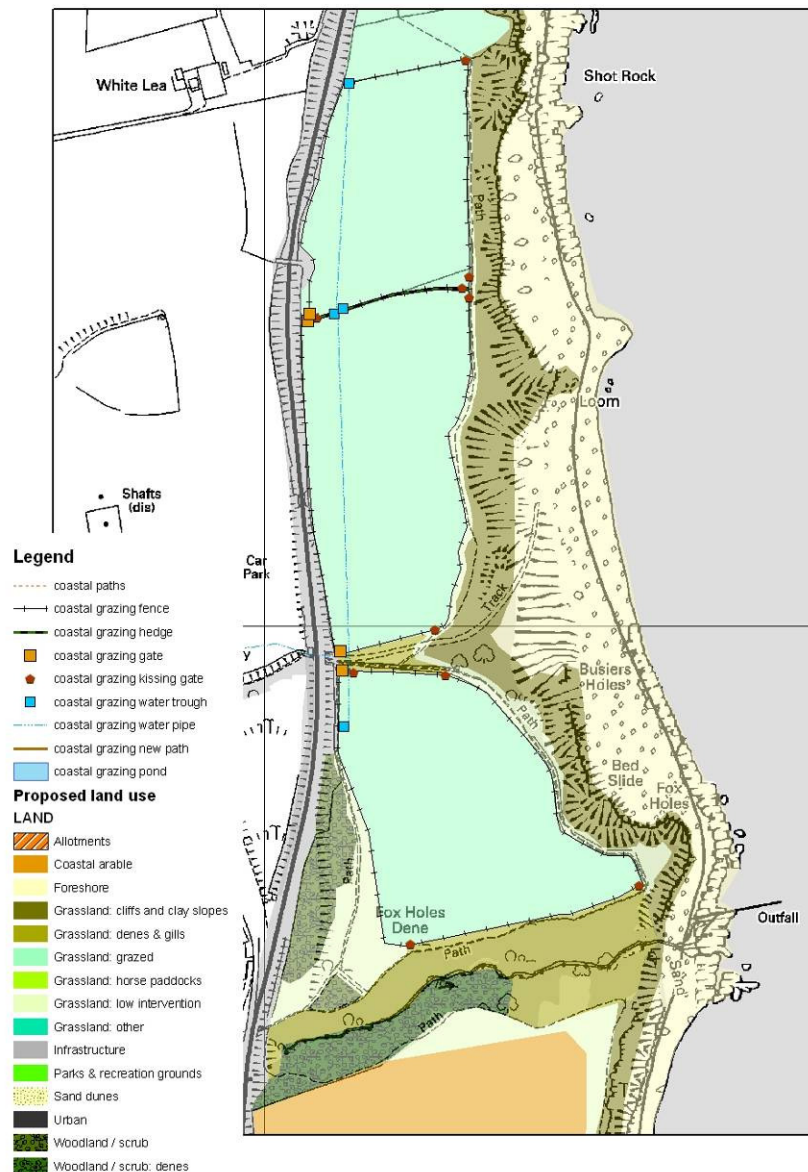 White Lea
Shot Rock
Path
Loom
Shafts
(dis)
Legend
coastal paths
coastal grazing fence
coastal grazing hedge
coastal grazing gate
coastal grazing kissing gate
coastal grazing water trough
coastal grazing water pipe
coastal grazing new path
coastal grazing pond
Proposed land use
LAND
Allotments
Coastal arable
Foreshore
Grassland: cliffs and clay slopes
Grassland: denes & gills
Grassland: grazed
Grassland: horse paddocks
Grassland: low intervention
Grassland: other
Infrastructure
Parks & recreation grounds
Sand dunes
Urban
Woodland / scrub
Woodland / scrub: denes
Car
Park
Track
y
Busiers
Holes
Path
Bed
Slide
Fox
Holes
Path
Fox Holes
Dene
Outfall
Path
Sand
Path